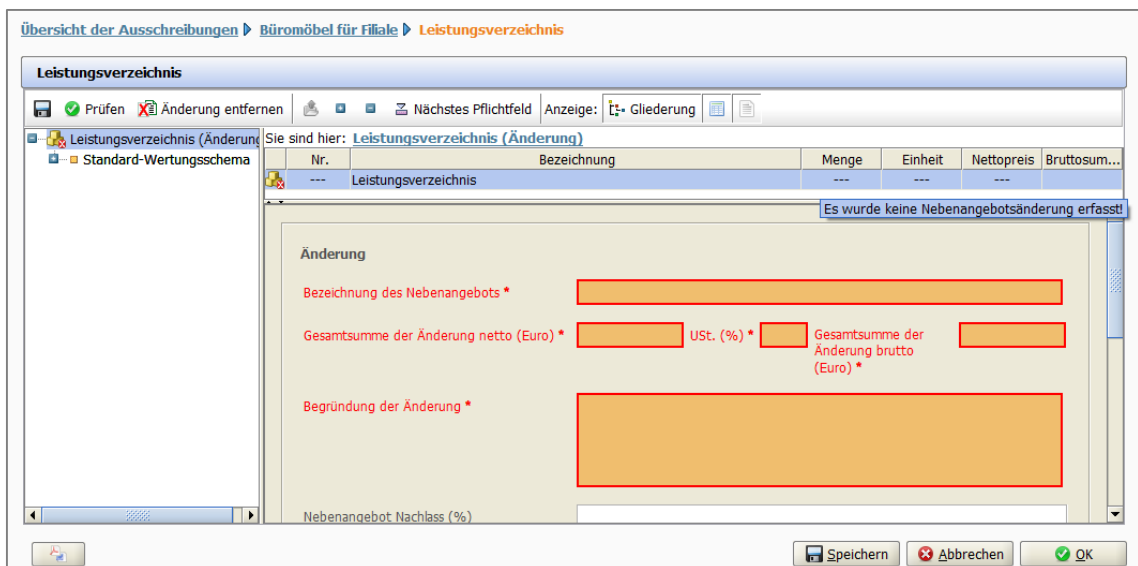 Übersicht der Ausschreibungen Büromöbel für Filiale Leistungsverzeichnis
Leistungsverzeichnis
Prüfen Änderung entfernen Nächstes Pflichtfeld Anzeige: Gliederung
Leistungsverzeichnis (Änderung Sie sind hier: Leistungsverzeichnis (Änderung)
Standard-Wertungsschema Nr. Bezeichnung Menge Einheit Nettopreis Bruttosum...
--- Leistungsverzeichnis --- --- ---
Es wurde keine Nebenangebotsänderung erfasst!
Änderung
Bezeichnung des Nebenangebots *
Gesamtsumme der Änderung netto (Euro) * USt. (%) * Gesamtsumme der
Änderung brutto
(Euro) *
Begründung der Änderung *
Nebenangebot Nachlass (%)
Speichern Abbrechen OK